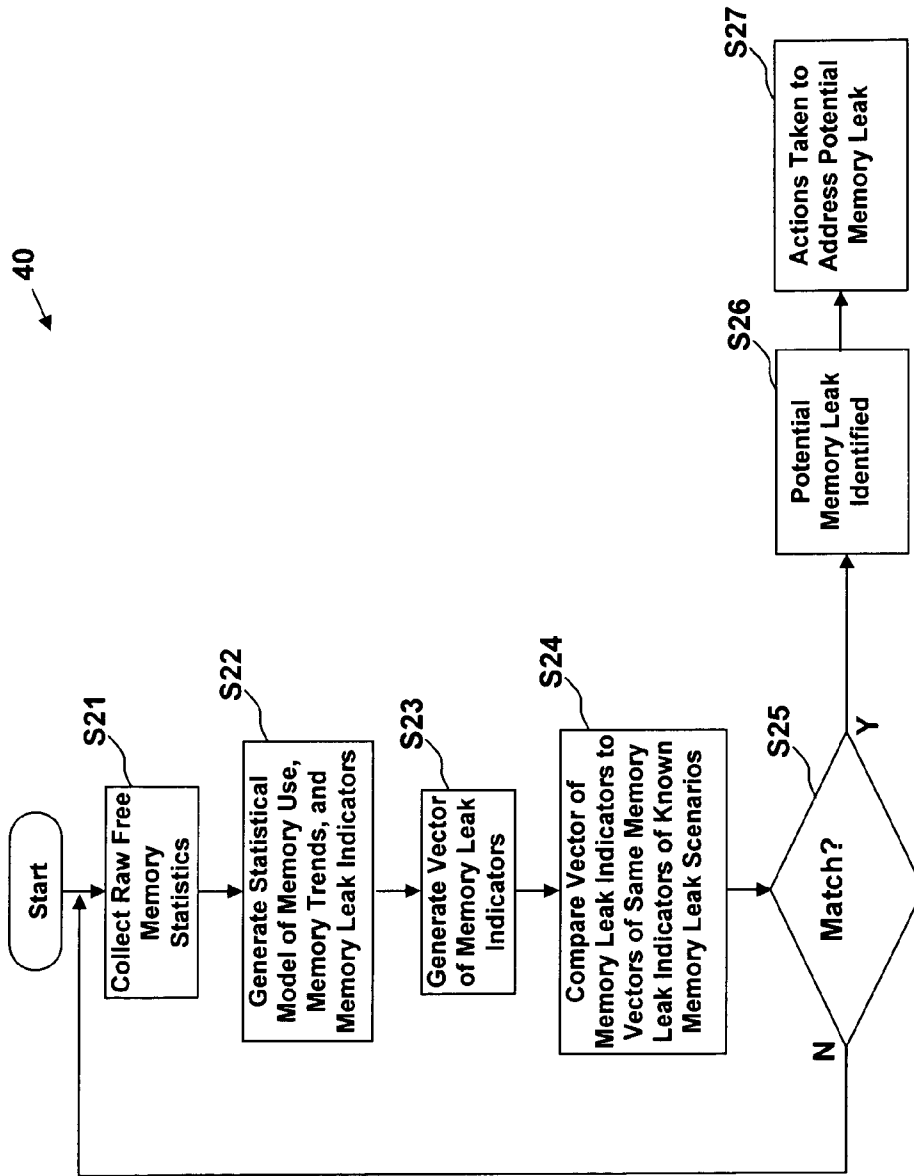 40
Start
S21
Collect Raw Free
Memory
Statistics
S22
Generate Statistical
Model of Memory Use,
Memory Trends, and
Memory Leak Indicators
S23
Generate Vector
of Memory Leak
Indicators
S24
Compare Vector of
Memory Leak Indicators to
Vectors of Same Memory
Leak Indicators of Known
Memory Leak Scenarios
S25
Match?
N
Y
S26
Potential
Memory Leak
Identified
S27
Actions Taken to
Address Potential
Memory Leak